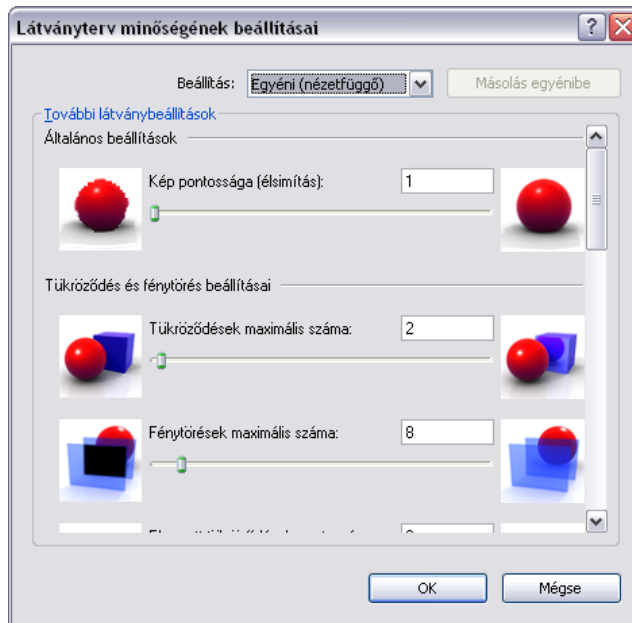 Látványterv minőségének beállításai
Beállítás: Egyéni (nézetfüggő) Másolás egyénibe
További látványbeállítások
Általános beállítások
Kép pontossága (élsimítás): 1
Tükröződés és fénytörés beállításai
Tükröződések maximális száma: 2
Fénytörések maximális száma: 8
OK Mégse